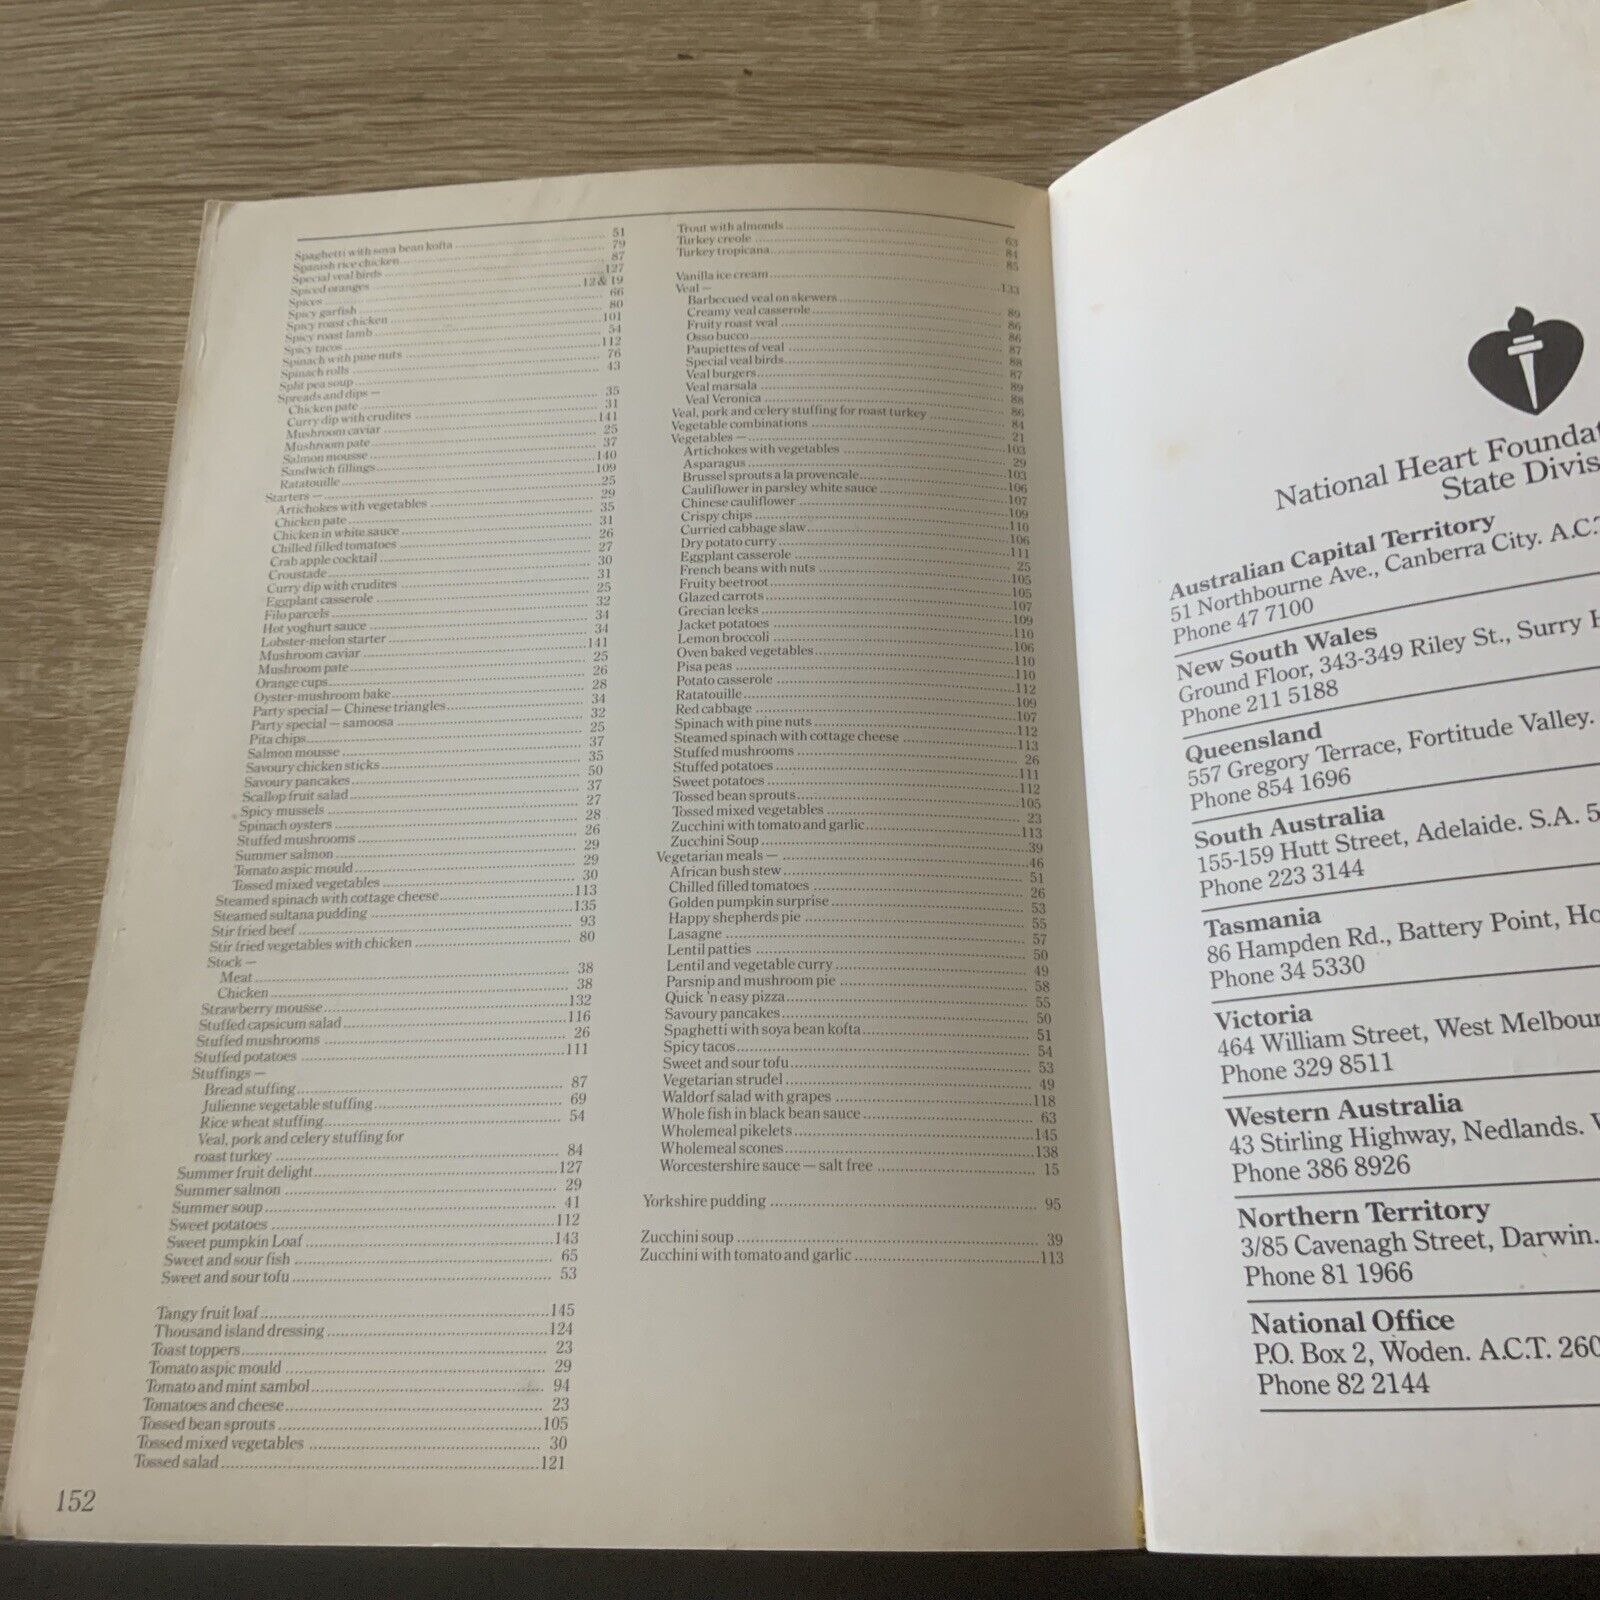 Spaghetti with soya bean kofta 51
Spanish rice chicken 79
Special veal birds 87
Spiced oranges 127
Spices 12 & 19
Spicy garfish 66
Spicy roast chicken 80
Spicy roast lamb 101
Spicy tacos 54
Spinach with pine nuts 112
Spinach rolls 76
Split pea soup 43
Spreads and dips —
Chicken pate 35
Curry dip with crudites 31
Mushroom caviar 141
Mushroom pate 25
Salmon mousse 37
Sandwich fillings 140
Ratatouille 109
Starters — 25
Artichokes with vegetables 29
Chicken pate 35
Chicken in white sauce 31
Chilled filled tomatoes 26
Crab apple cocktail 27
Croustade 30
Curry dip with crudites 31
Eggplant casserole 25
Filo parcels 32
Hot yoghurt sauce 34
Lobster-melon starter 34
Mushroom caviar 141
Mushroom pate 25
Orange cups 26
Oyster-mushroom bake 28
Party special — Chinese triangles 34
Party special — samoosa 32
Pita chips 25
Salmon mousse 37
Savoury chicken sticks 35
Savoury pancakes 50
Scallop fruit salad 37
Spicy mussels 27
Spinach oysters 28
Stuffed mushrooms 26
Summer salmon 29
Tomato aspic mould 29
Tossed mixed vegetables 30
Steamed spinach with cottage cheese 113
Steamed sultana pudding 135
Stir fried beef 93
Stir fried vegetables with chicken 80
Stock —
Meat 38
Chicken 38
Strawberry mousse 132
Stuffed capsicum salad 116
Stuffed mushrooms 26
Stuffed potatoes 111
Stuffings —
Bread stuffing 87
Julienne vegetable stuffing 69
Rice wheat stuffing 54
Veal, pork and celery stuffing for
roast turkey 84
Summer fruit delight 127
Summer salmon 29
Summer soup 41
Sweet potatoes 112
Sweet pumpkin Loaf 143
Sweet and sour fish 65
Sweet and sour tofu 53
Tangy fruit loaf 145
Thousand island dressing 124
Toast toppers 23
Tomato aspic mould 29
Tomato and mint sambol 94
Tomatoes and cheese 23
Tossed bean sprouts 105
Tossed mixed vegetables 30
Tossed salad 121
152
Trout with almonds 63
Turkey creole 84
Turkey tropicana 85
Vanilla ice cream 133
Veal —
Barbecued veal on skewers 89
Creamy veal casserole 86
Fruity roast veal 86
Osso bucco 87
Paupiettes of veal 88
Special veal birds 87
Veal burgers 89
Veal marsala 88
Veal Veronica 86
Veal, pork and celery stuffing for roast turkey 84
Vegetable combinations 21
Vegetables — 103
Artichokes with vegetables 29
Asparagus 103
Brussel sprouts a la provencale 106
Cauliflower in parsley white sauce 107
Chinese cauliflower 109
Crispy chips 110
Curried cabbage slaw 106
Dry potato curry 111
Eggplant casserole 25
French beans with nuts 105
Fruity beetroot 105
Glazed carrots 107
Grecian leeks 109
Jacket potatoes 110
Lemon broccoli 106
Oven baked vegetables 110
Pisa peas 110
Potato casserole 112
Ratatouille 109
Red cabbage 107
Spinach with pine nuts 112
Steamed spinach with cottage cheese 113
Stuffed mushrooms 26
Stuffed potatoes 111
Sweet potatoes 112
Tossed bean sprouts 105
Tossed mixed vegetables 23
Zucchini with tomato and garlic 113
Zucchini Soup 39
Vegetarian meals — 46
African bush stew 51
Chilled filled tomatoes 26
Golden pumpkin surprise 53
Happy shepherds pie 55
Lasagne 57
Lentil patties 50
Lentil and vegetable curry 49
Parsnip and mushroom pie 58
Quick 'n easy pizza 55
Savoury pancakes 50
Spaghetti with soya bean kofta 51
Spicy tacos 54
Sweet and sour tofu 53
Vegetarian strudel 49
Waldorf salad with grapes 118
Whole fish in black bean sauce 63
Wholemeal pikelets 145
Wholemeal scones 138
Worcestershire sauce — salt free 15
Yorkshire pudding 95
Zucchini soup 39
Zucchini with tomato and garlic 113
National Heart Foundat
State Divis
Australian Capital Territory
51 Northbourne Ave., Canberra City. A.C.T
Phone 47 7100
New South Wales
Ground Floor, 343-349 Riley St., Surry H
Phone 211 5188
Queensland
557 Gregory Terrace, Fortitude Valley.
Phone 854 1696
South Australia
155-159 Hutt Street, Adelaide. S.A. 5
Phone 223 3144
Tasmania
86 Hampden Rd., Battery Point, Ho
Phone 34 5330
Victoria
464 William Street, West Melbour
Phone 329 8511
Western Australia
43 Stirling Highway, Nedlands. W
Phone 386 8926
Northern Territory
3/85 Cavenagh Street, Darwin.
Phone 81 1966
National Office
P.O. Box 2, Woden. A.C.T. 260
Phone 82 2144